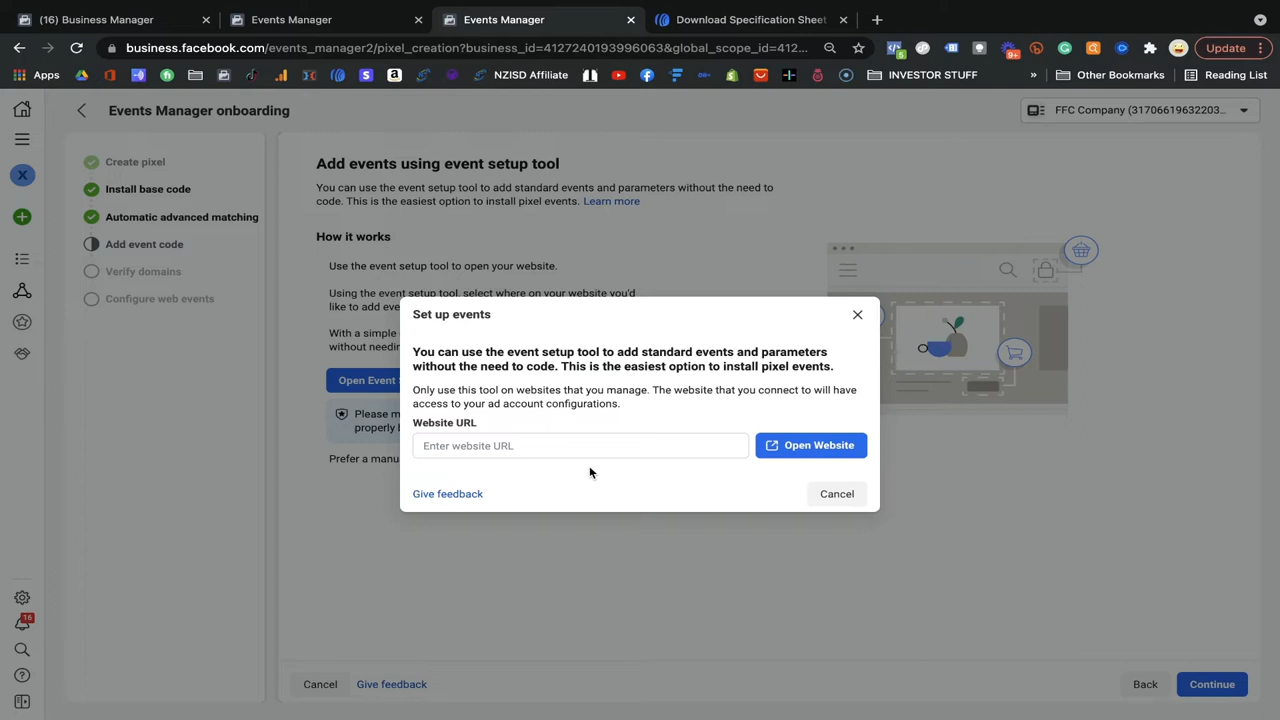 (16) Business Manager
Events Manager
Events Manager
Download Specification Sheet
business.facebook.com/events_manager2/pixel_creation?business_id=4127240193996063&global_scope_id=412...
5
9+
Update
Apps
NZISD Affiliate
INVESTOR STUFF
»
Other Bookmarks
Reading List
Events Manager onboarding
FFC Company (31706619632203...
X
Create pixel
Install base code
Automatic advanced matching
Add event code
Verify domains
Configure web events
Add events using event setup tool
You can use the event setup tool to add standard events and parameters without the need to
code. This is the easiest option to install pixel events. Learn more
How it works
Use the event setup tool to open your website.
Using the event setup tool, select where on your website you'd
like to add eve
With a simple
without needin
Open Event S
Please m
properly b
Prefer a manu
Set up events
You can use the event setup tool to add standard events and parameters
without the need to code. This is the easiest option to install pixel events.
Only use this tool on websites that you manage. The website that you connect to will have
access to your ad account configurations.
Website URL
Enter website URL
Open Website
Give feedback
Cancel
16
Cancel
Give feedback
Back
Continue